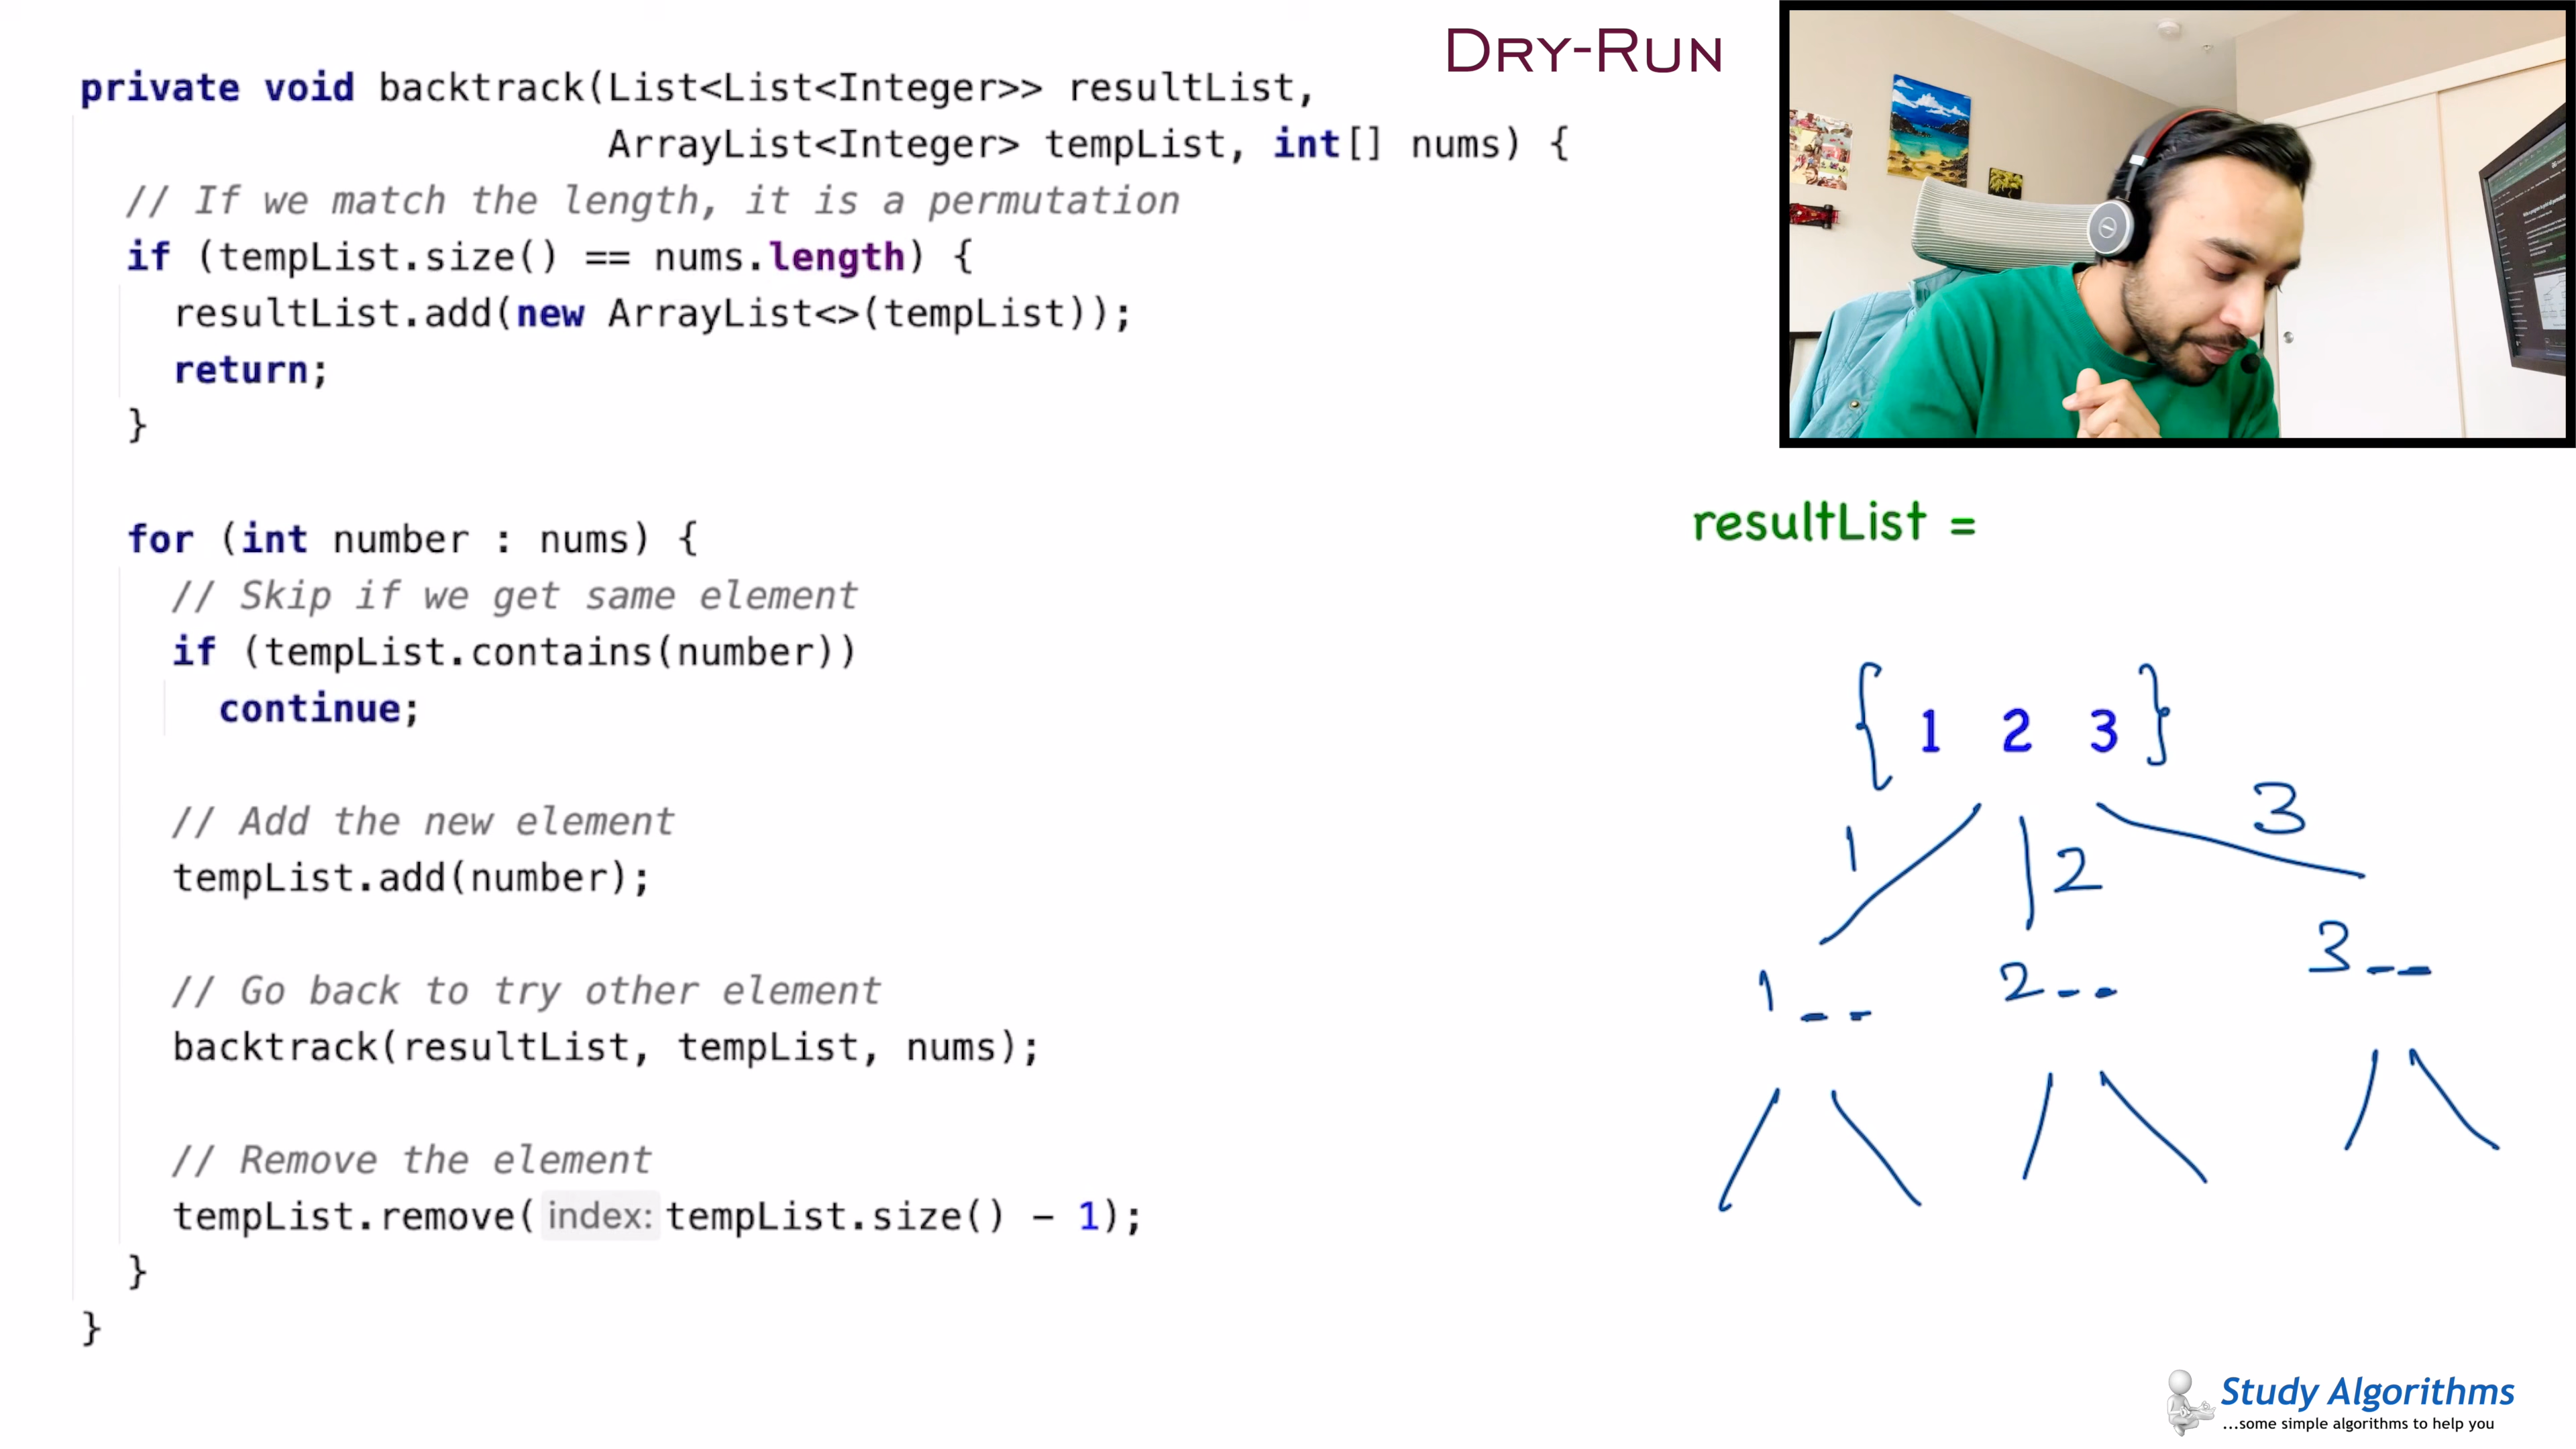 DRY-RUN
private void backtrack(List<List<Integer>> resultList,
ArrayList<Integer> tempList, int[] nums) {
// If we match the length, it is a permutation
if (tempList.size() == nums.length) {
resultList.add(new ArrayList<>(tempList));
return;
}
for (int number : nums) {
// Skip if we get same element
if (tempList.contains(number))
continue;
// Add the new element
tempList.add(number);
// Go back to try other element
backtrack(resultList, tempList, nums);
// Remove the element
tempList.remove( index: tempList.size() - 1);
}
}
resultList =
{ 1 2 3 }
1 2 3
1 _ _ 2 _ _ 3 _ _
Study Algorithms
...some simple algorithms to help you